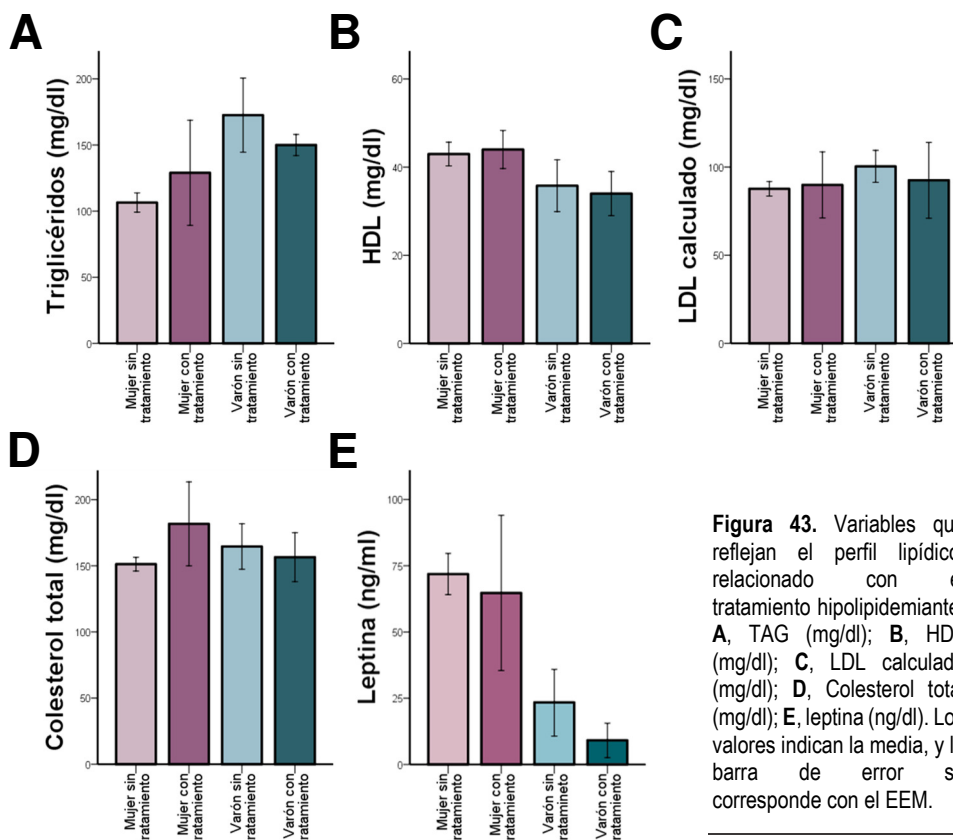 A
Triglicéridos (mg/dl)
200
150
100
50
0
Mujer sin
tratamiento
Mujer con
tratamiento
Varón sin
tratamiento
Varón con
tratamiento
B
HDL (mg/dl)
60
40
20
0
Mujer sin
tratamiento
Mujer con
tratamiento
Varón sin
tratamiento
Varón con
tratamiento
C
LDL calculado (mg/dl)
150
100
50
0
Mujer sin
tratamiento
Mujer con
tratamiento
Varón sin
tratamiento
Varón con
tratamiento
D
Colesterol total (mg/dl)
200
150
100
50
0
Mujer sin
tratamiento
Mujer con
tratamiento
Varón sin
tratamiento
Varón con
tratamiento
E
Leptina (ng/ml)
100
75
50
25
0
Mujer sin
tratamiento
Mujer con
tratamiento
Varón sin
tratamineto
Varón con
tratamiento
Figura 43. Variables qu
reflejan el perfil lipídico
relacionado con e
tratamiento hipolipidemiante
A, TAG (mg/dl); B, HD
(mg/dl); C, LDL calculad
(mg/dl); D, Colesterol tota
(mg/dl); E, leptina (ng/dl). Lo
valores indican la media, y l
barra de error s
corresponde con el EEM.